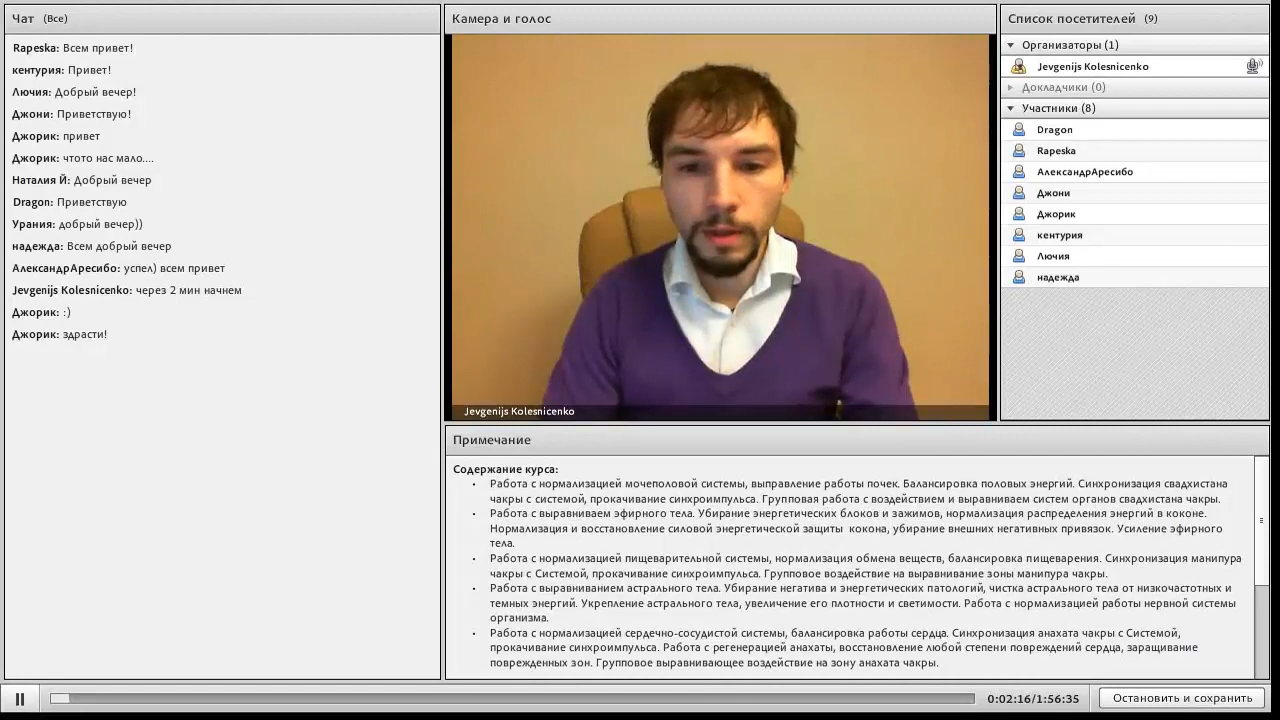 Чат (Все)
Rapeska: Всем привет!
кентурия: Привет!
Лючия: Добрый вечер!
Джони: Приветствую!
Джорик: привет
Джорик: чтото нас мало....
Наталия Й: Добрый вечер
Dragon: Приветствую
Урания: добрый вечер))
надежда: Всем добрый вечер
АлександрАресибо: успел) всем привет
Jevgenijs Kolesnicenko: через 2 мин начнем
Джорик: :)
Джорик: здрасти!
Камера и голос
Jevgenijs Kolesnicenko
Список посетителей (9)
Организаторы (1)
Jevgenijs Kolesnicenko
Докладчики (0)
Участники (8)
Dragon
Rapeska
АлександрАресибо
Джони
Джорик
кентурия
Лючия
надежда
Примечание
Содержание курса:
• Работа с нормализацией мочеполовой системы, выправление работы почек. Балансировка половых энергий. Синхронизация свадхистана
чакры с системой, прокачивание синхроимпульса. Групповая работа с воздействием и выравниваем систем органов свадхистана чакры.
• Работа с выравниваем эфирного тела. Убирание энергетических блоков и зажимов, нормализация распределения энергий в коконе.
Нормализация и восстановление силовой энергетической защиты кокона, убирание внешних негативных привязок. Усиление эфирного
тела.
• Работа с нормализацией пищеварительной системы, нормализация обмена веществ, балансировка пищеварения. Синхронизация манипура
чакры с Системой, прокачивание синхроимпульса. Групповое воздействие на выравнивание зоны манипура чакры.
• Работа с выравниванием астрального тела. Убирание негатива и энергетических патологий, чистка астрального тела от низкочастотных и
темных энергий. Укрепление астрального тела, увеличение его плотности и светимости. Работа с нормализацией работы нервной системы
организма.
• Работа с нормализацией сердечно-сосудистой системы, балансировка работы сердца. Синхронизация анахата чакры с Системой,
прокачивание синхроимпульса. Работа с регенерацией анахаты, восстановление любой степени повреждений сердца, заращивание
поврежденных зон. Групповое выравнивающее воздействие на зону анахата чакры.
0:02:16/1:56:35
Остановить и сохранить